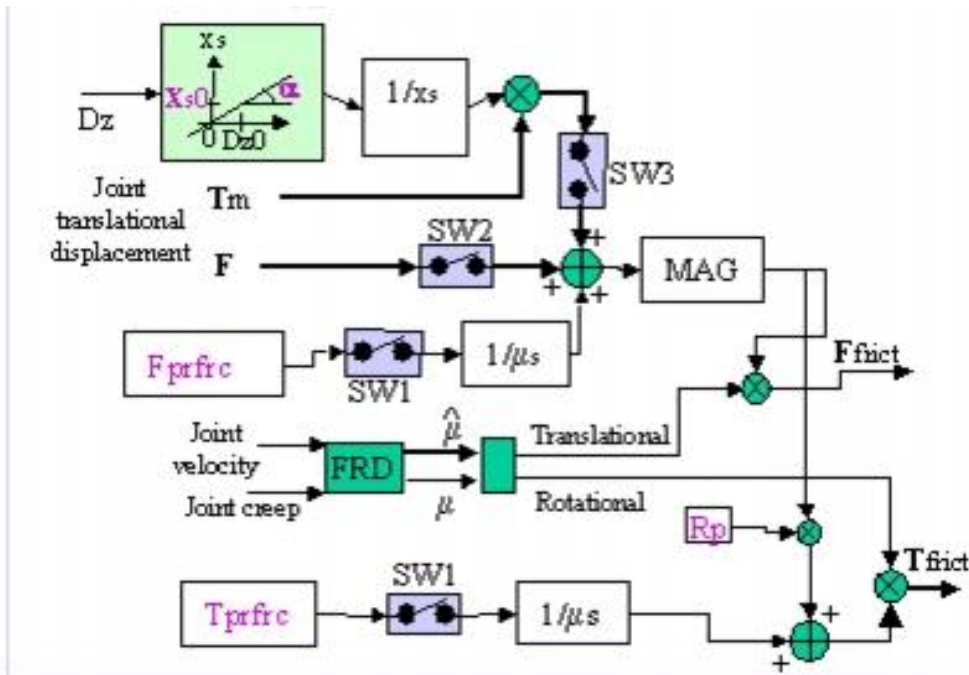 xs
Xs0
α
0 Dz0
Dz
1/xs
SW3
Joint
translational
displacement
Tm
F
SW2
+
+
+
MAG
Fprfrc
SW1
1/μs
Ffrict
Joint
velocity
Joint creep
FRD
μ̂
μ
Translational
Rotational
Rp
Tfrict
Tprfrc
SW1
1/μs
+
+